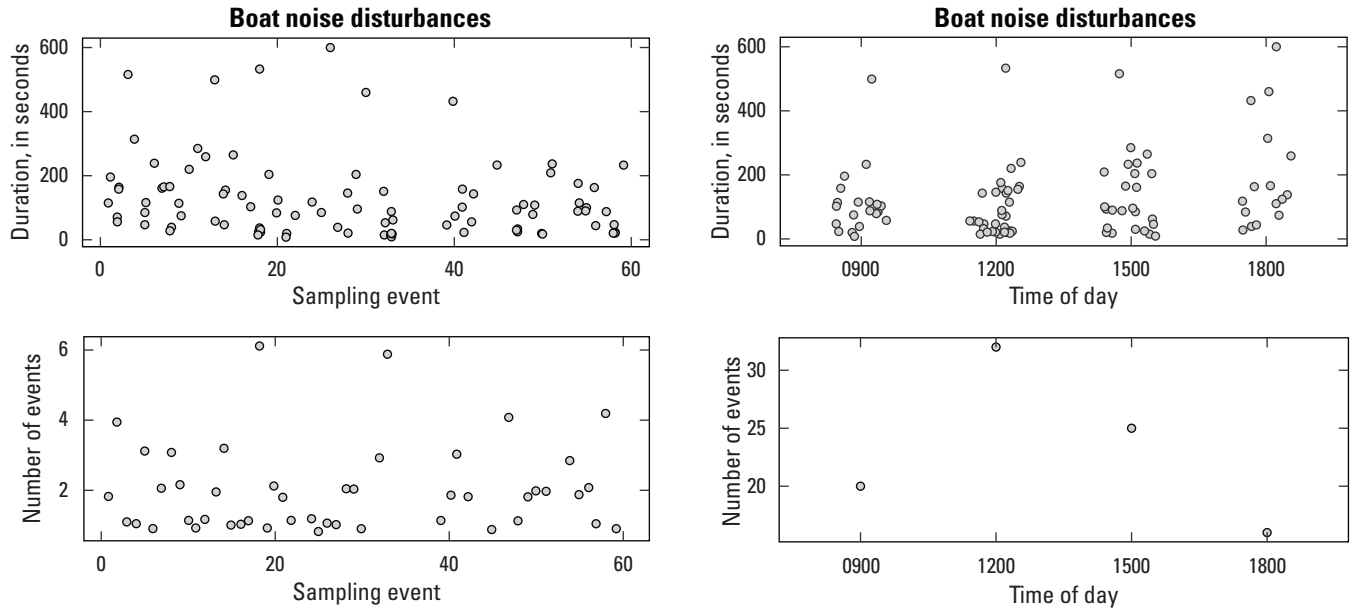 Boat noise disturbances
Duration, in seconds
600
400
200
0
0 20 40 60
Sampling event
Boat noise disturbances
Duration, in seconds
600
400
200
0
0900 1200 1500 1800
Time of day
Number of events
6
4
2
0 20 40 60
Sampling event
Number of events
30
25
20
0900 1200 1500 1800
Time of day